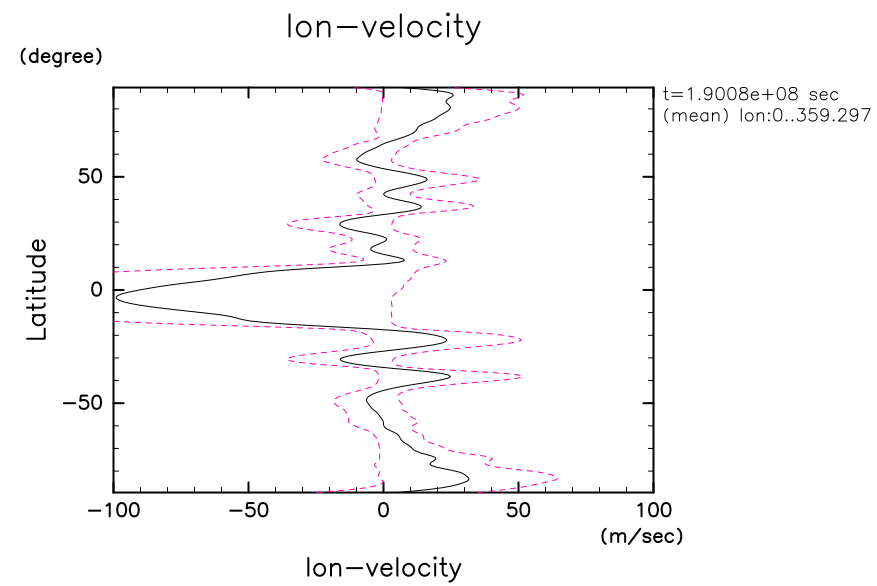 lon−velocity
(degree)
t=1.9008e+08 sec
(mean) lon:0..359.297
50
0
−50
Latitude
−100 −50 0 50 100
(m/sec)
lon−velocity